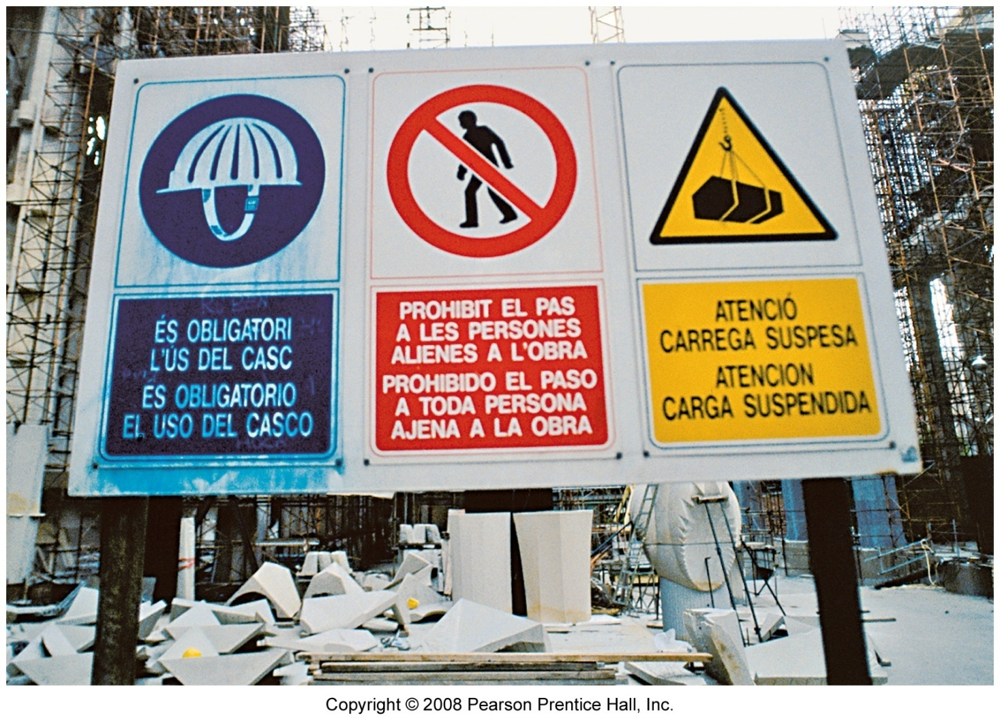 ÉS OBLIGATORI
L'ÚS DEL CASC
ÉS OBLIGATORIO
EL USO DEL CASCO
PROHIBIT EL PAS
A LES PERSONES
ALIENES A L'OBRA
PROHIBIDO EL PASO
A TODA PERSONA
AJENA A LA OBRA
ATENCIÓ
CARREGA SUSPESA
ATENCION
CARGA SUSPENDIDA
Copyright © 2008 Pearson Prentice Hall, Inc.